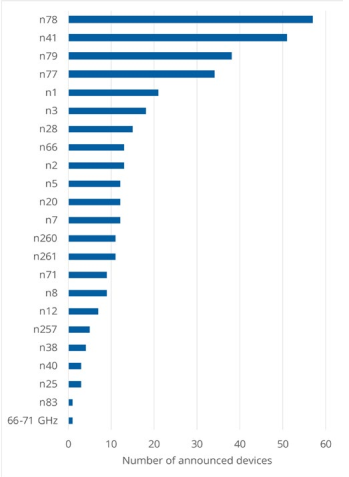 n78
n41
n79
n77
n1
n3
n28
n66
n2
n5
n20
n7
n260
n261
n71
n8
n12
n257
n38
n40
n25
n83
66-71 GHz
0 10 20 30 40 50 60
Number of announced devices